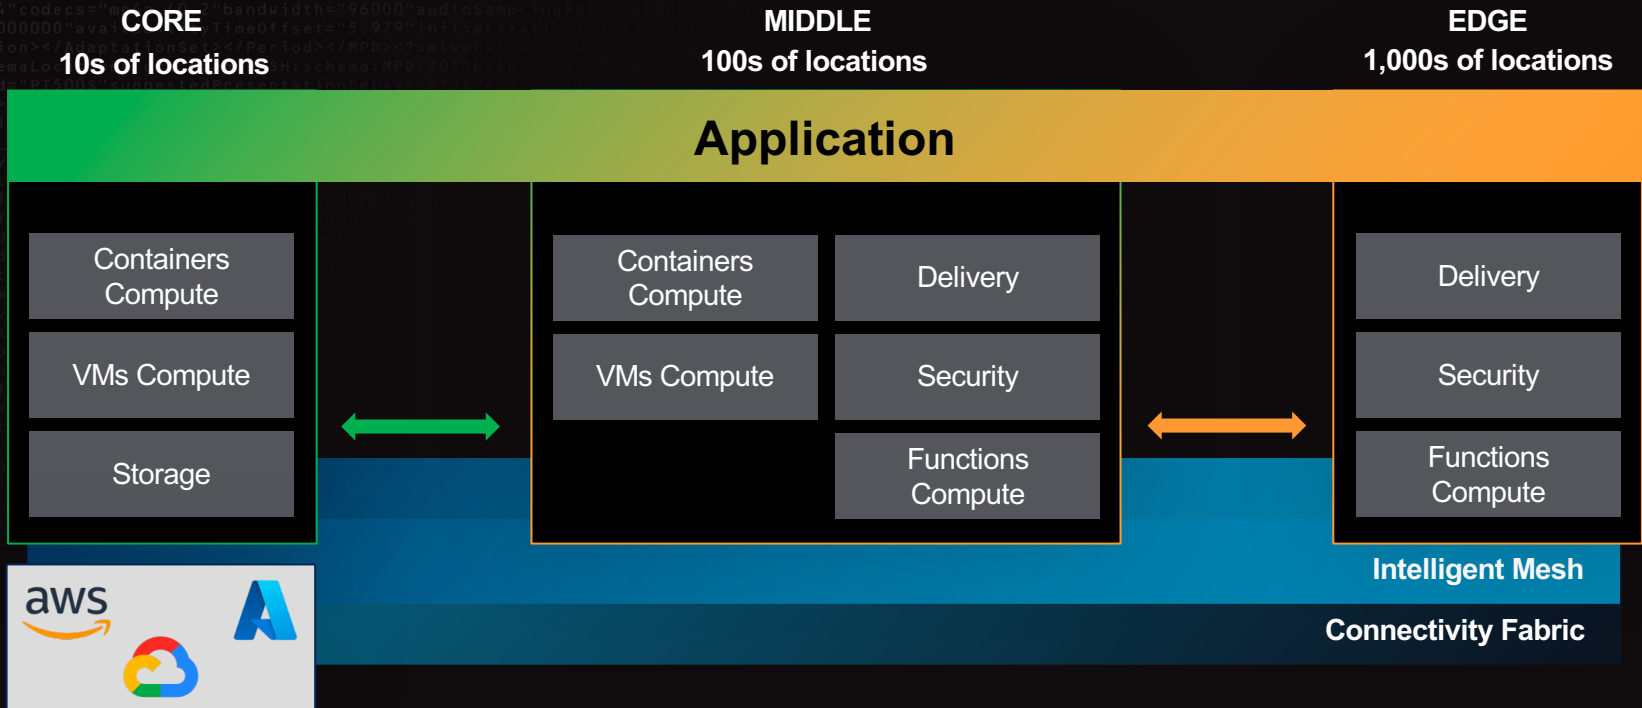 CORE
10s of locations
MIDDLE
100s of locations
EDGE
1,000s of locations
Application
Containers
Compute
VMs Compute
Storage
Containers
Compute
VMs Compute
Delivery
Security
Functions
Compute
Delivery
Security
Functions
Compute
Intelligent Mesh
Connectivity Fabric
aws